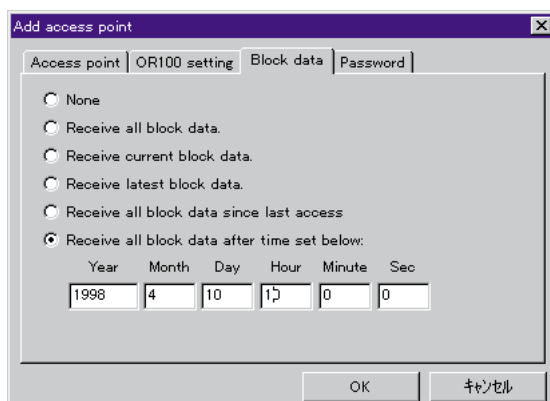 Add access point
Access point OR100 setting Block data Password
None
Receive all block data.
Receive current block data.
Receive latest block data.
Receive all block data since last access
Receive all block data after time set below:
Year Month Day Hour Minute Sec
1998 4 10 0 0
OK キャンセル